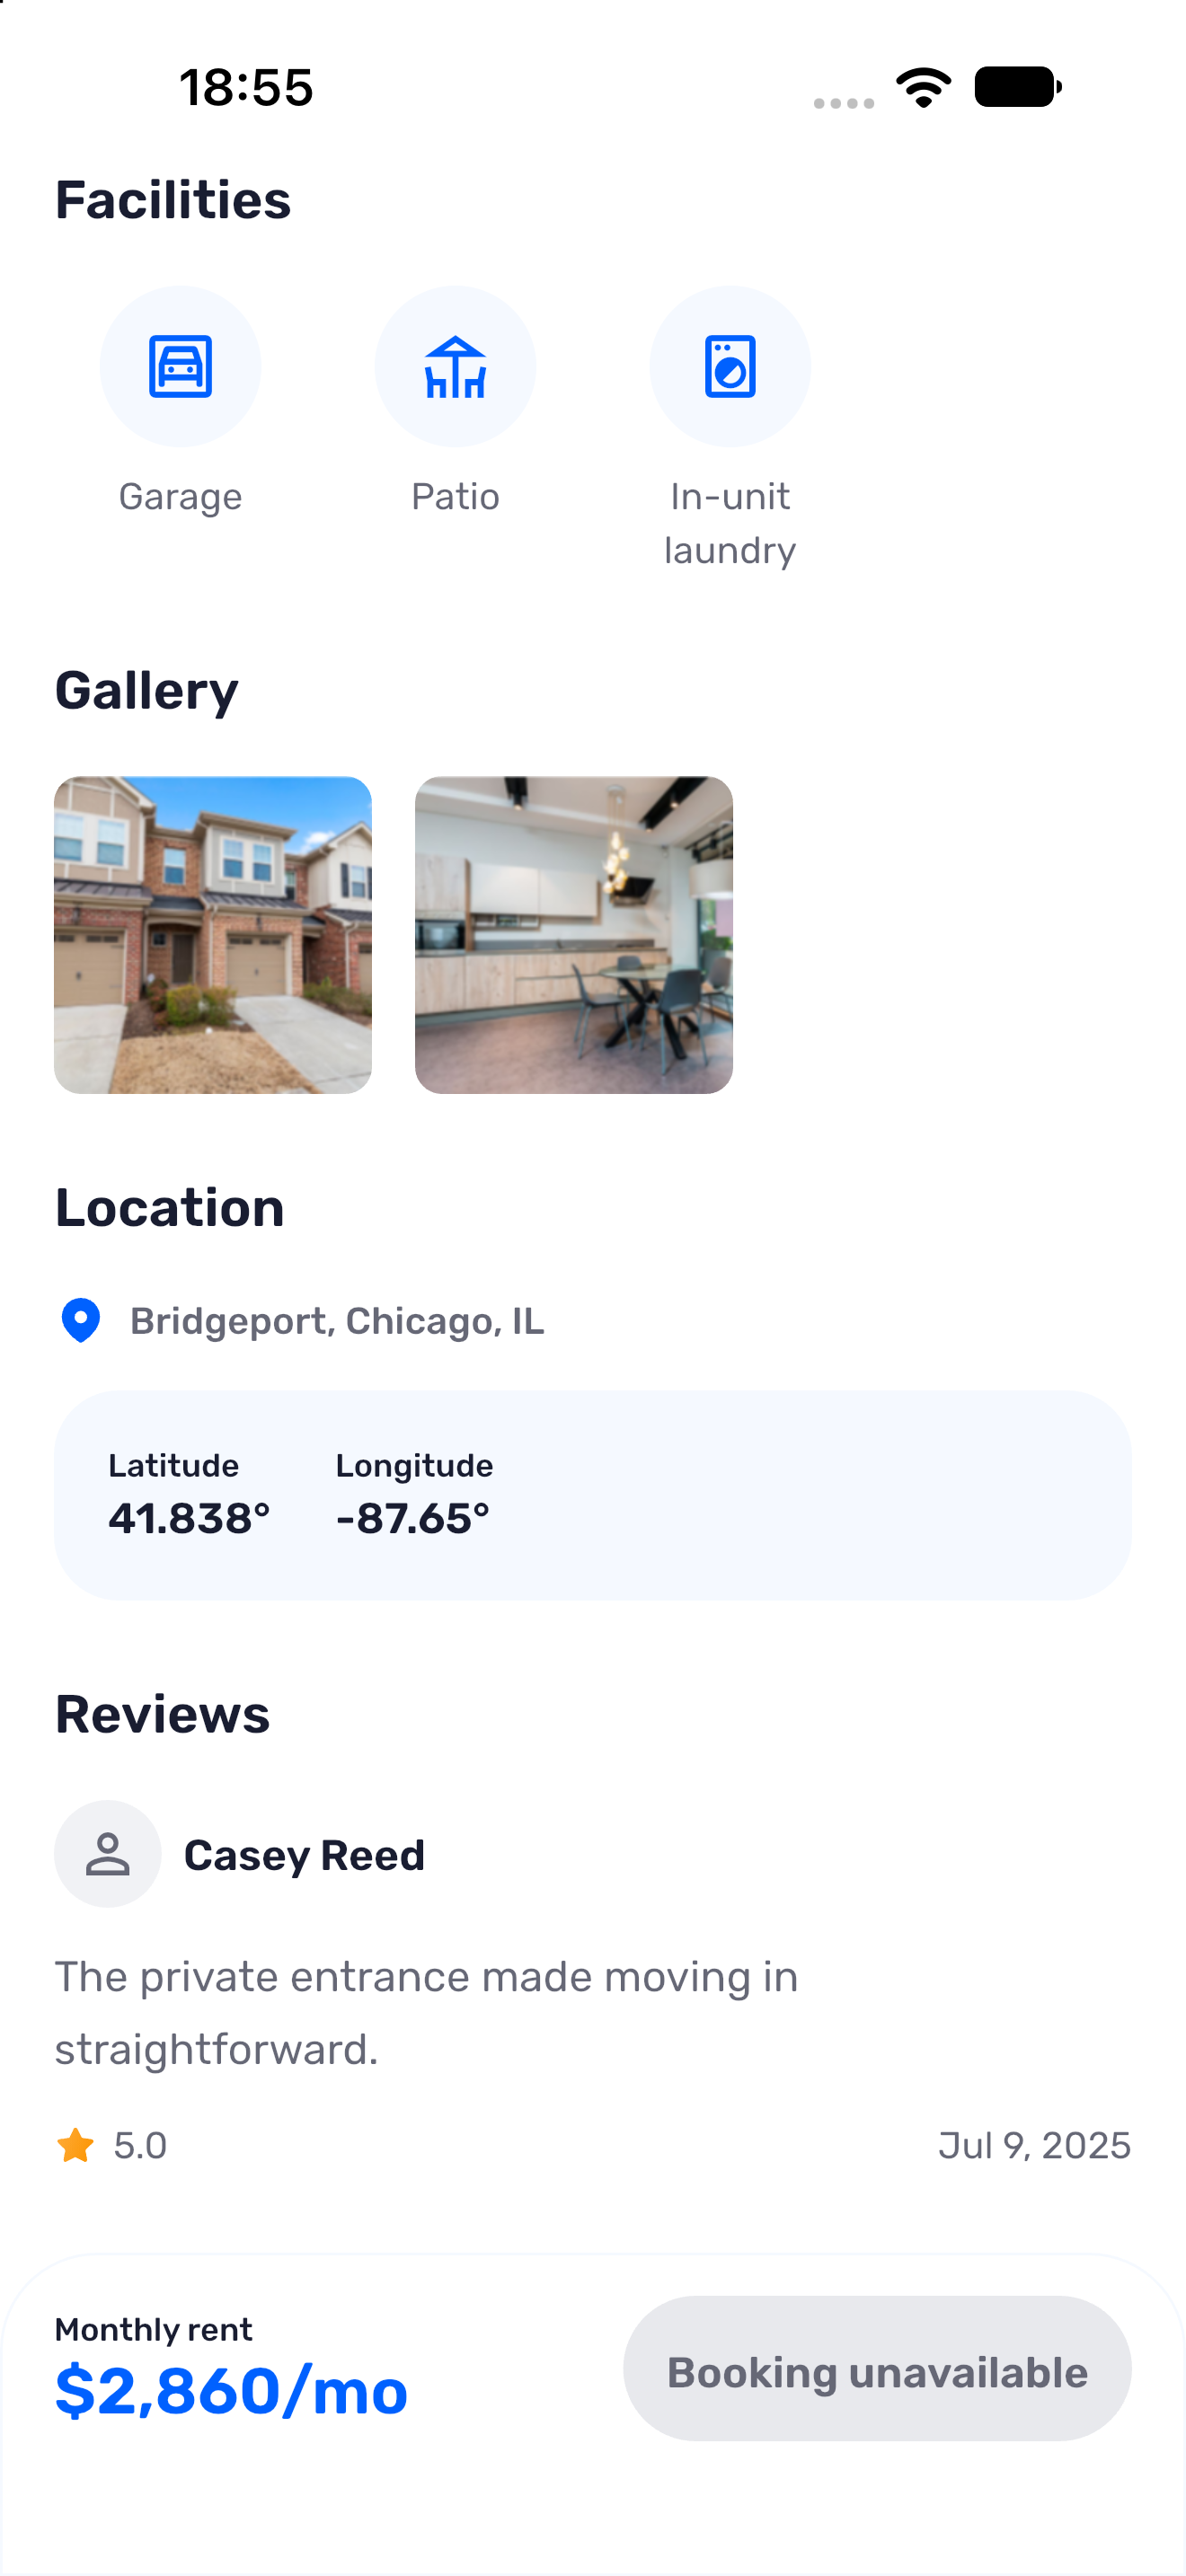 18:55
Facilities
Garage
Patio
In-unit
laundry
Gallery
Location
Bridgeport, Chicago, IL
Latitude
Longitude
41.838°
-87.65°
Reviews
Casey Reed
The private entrance made moving in
straightforward.
5.0
Jul 9, 2025
Monthly rent
$2,860/mo
Booking unavailable